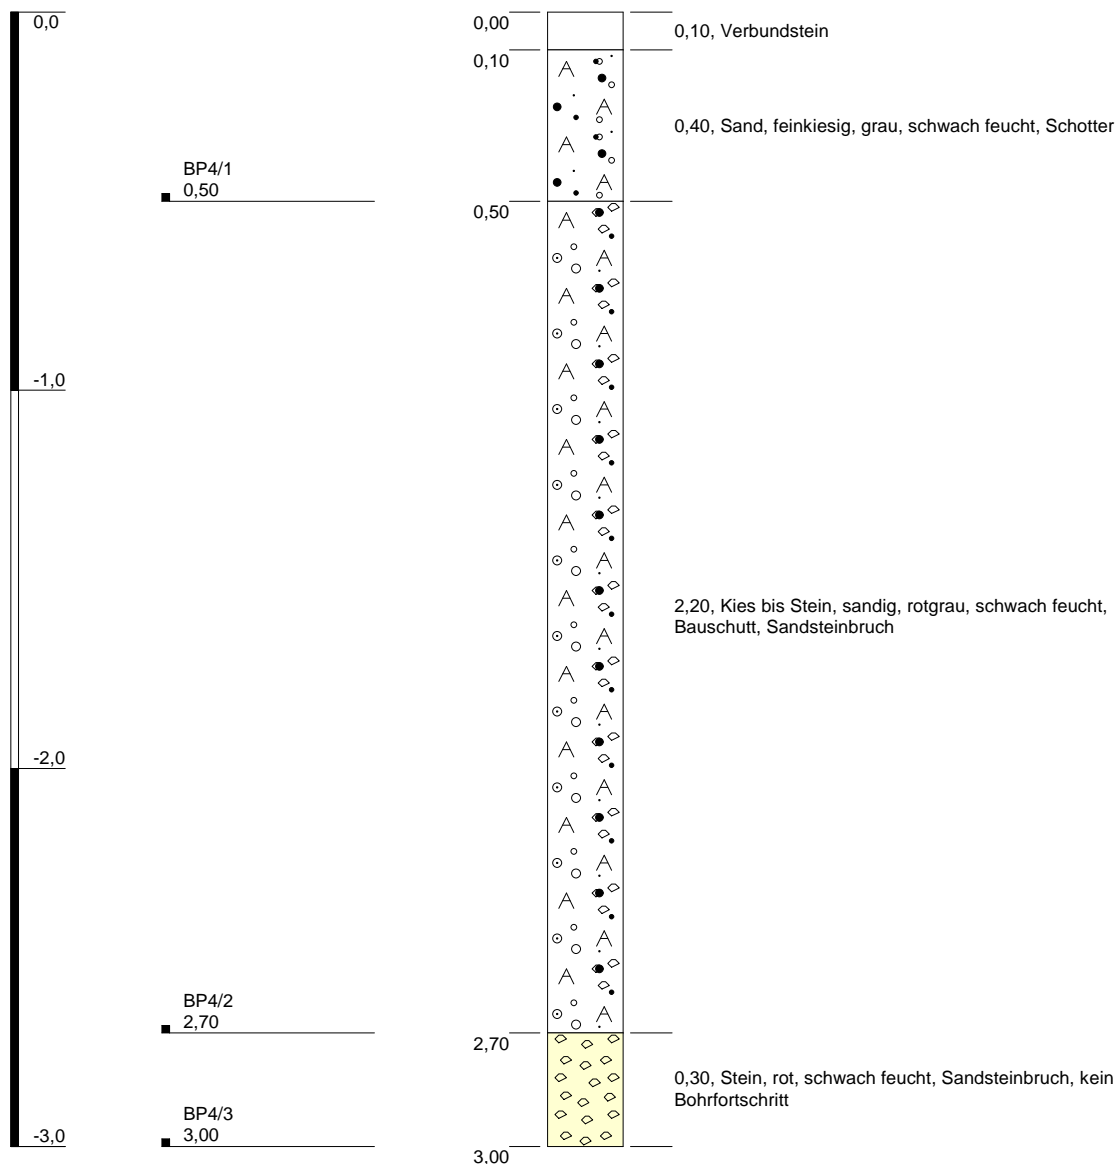 0,0
0,00
0,10, Verbundstein
0,10
0,40, Sand, feinkiesig, grau, schwach feucht, Schotter
BP4/1
0,50
0,50
-1,0
2,20, Kies bis Stein, sandig, rotgrau, schwach feucht,
Bauschutt, Sandsteinbruch
-2,0
BP4/2
2,70
2,70
0,30, Stein, rot, schwach feucht, Sandsteinbruch, kein
Bohrfortschritt
BP4/3
3,00
-3,0
3,00